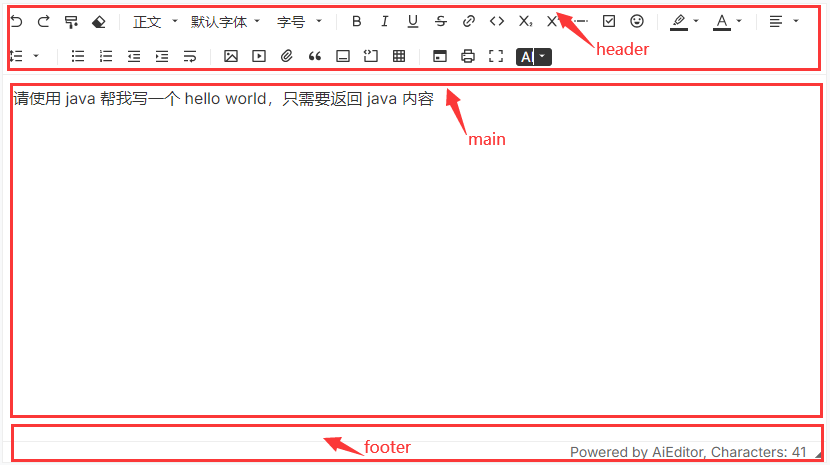 正文 默认字体 字号 B I U S X₂ X A
header
AI
请使用 java 帮我写一个 hello world，只需要返回 java 内容
main
footer
Powered by AiEditor, Characters: 41